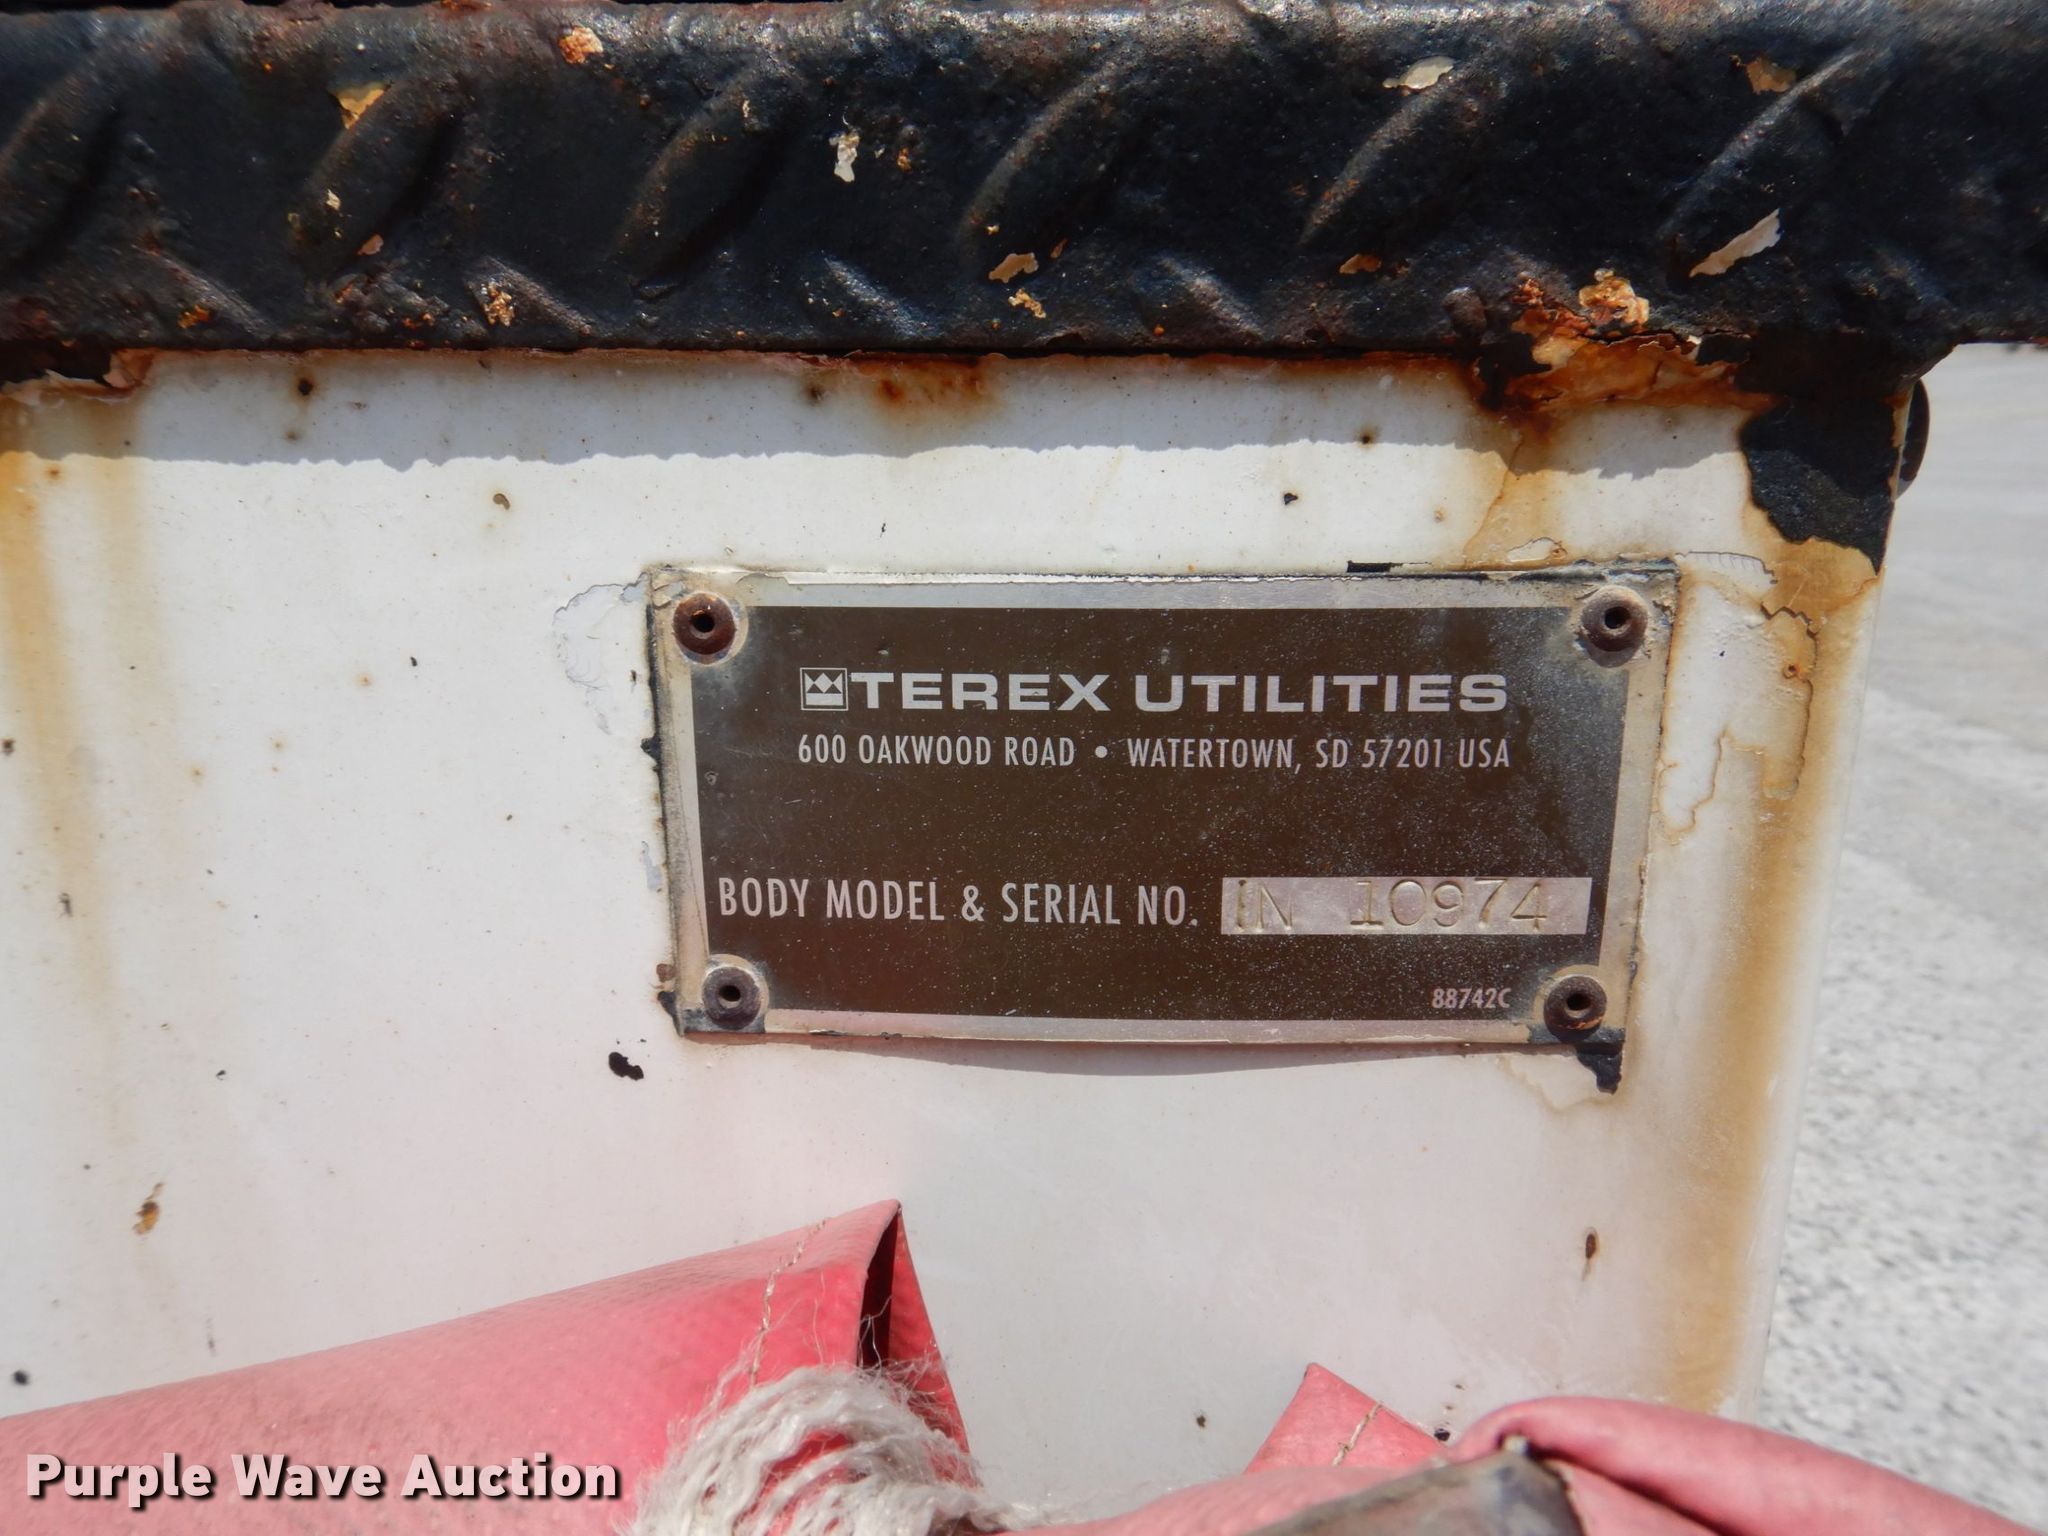 TEREX UTILITIES
600 OAKWOOD ROAD • WATERTOWN, SD 57201 USA
BODY MODEL & SERIAL NO. IN 10974
88742C
Purple Wave Auction